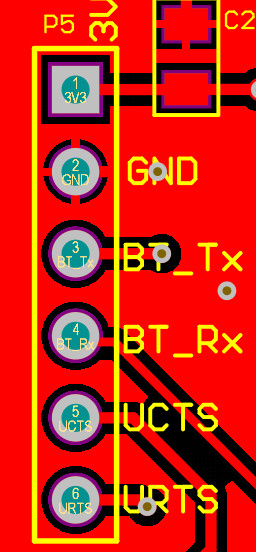 P5
3V
C2
1
3V3
2
GND
GND
3
BT_Tx
BT_Tx
4
BT_Rx
BT_Rx
5
UCTS
UCTS
6
URTS
URTS